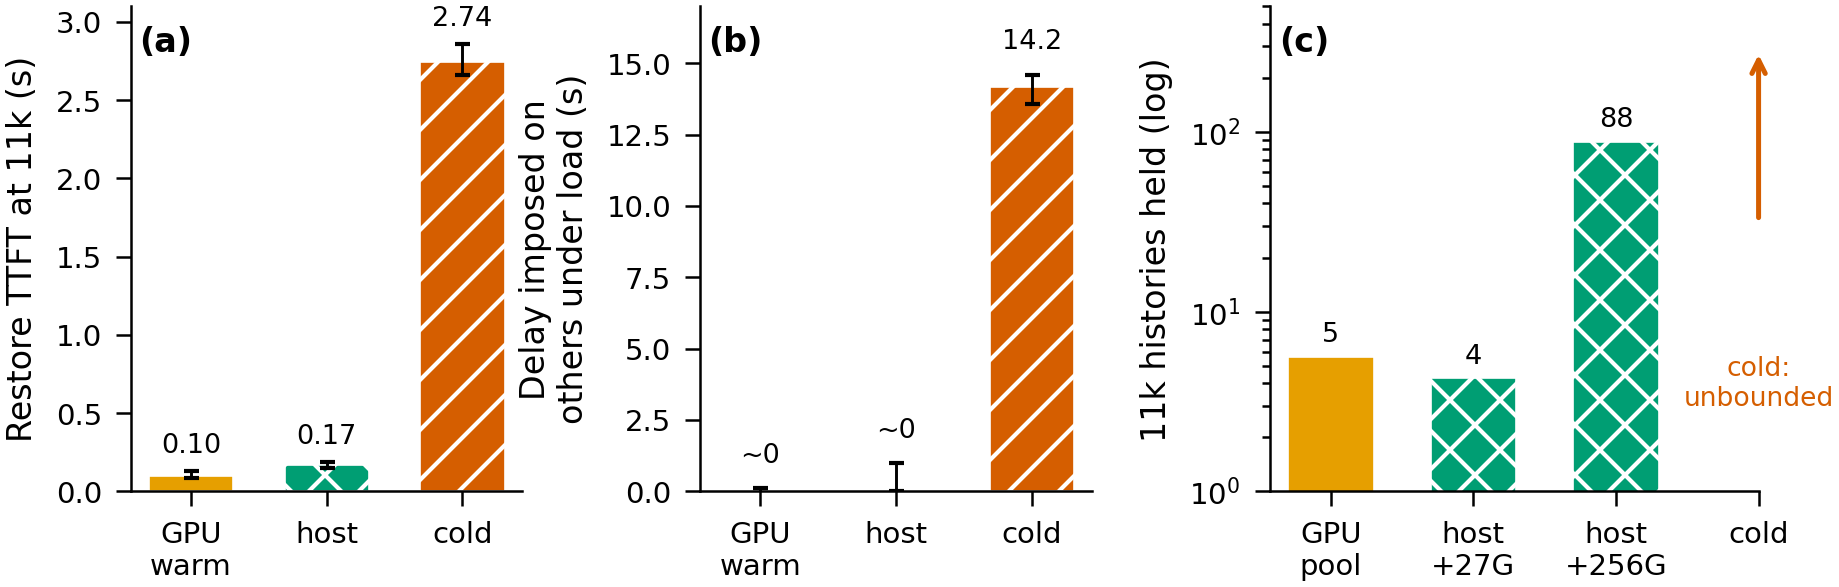 (a)
Restore TTFT at 11k (s)
3.0
2.5
2.0
1.5
1.0
0.5
0.0
0.10
0.17
2.74
GPU
warm
host
cold
(b)
Delay imposed on
others under load (s)
15.0
12.5
10.0
7.5
5.0
2.5
0.0
~0
~0
14.2
GPU
warm
host
cold
(c)
11k histories held (log)
10²
10¹
10⁰
5
4
88
cold:
unbounded
GPU
pool
host
+27G
host
+256G
cold